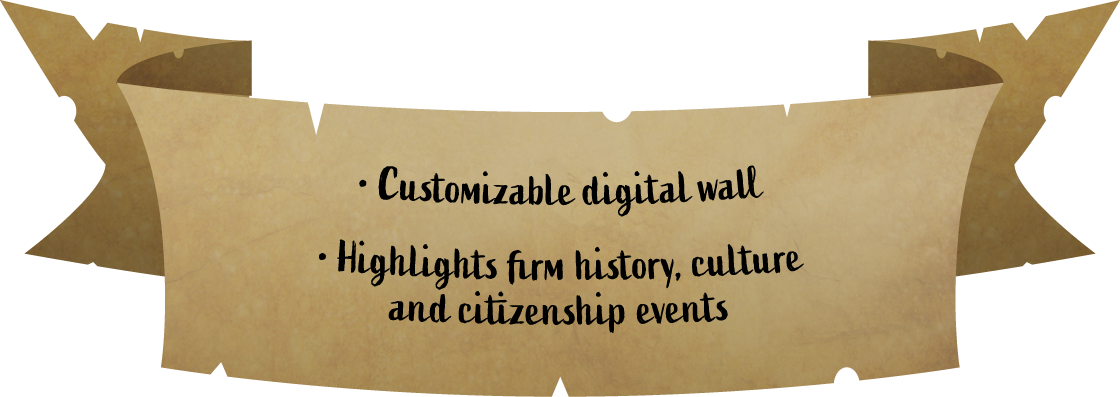 • Customizable digital wall
• Highlights firm history, culture
and citizenship events